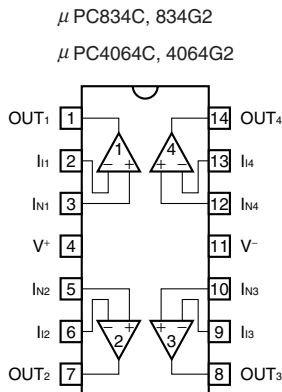 μ PC834C, 834G2
μ PC4064C, 4064G2
OUT1 1 14 OUT4
1 4
II1 2 − + + − 13 II4
IN1 3 12 IN4
V+ 4 11 V−
IN2 5 10 IN3
II2 6 − + + − 9 II3
2 3
OUT2 7 8 OUT3